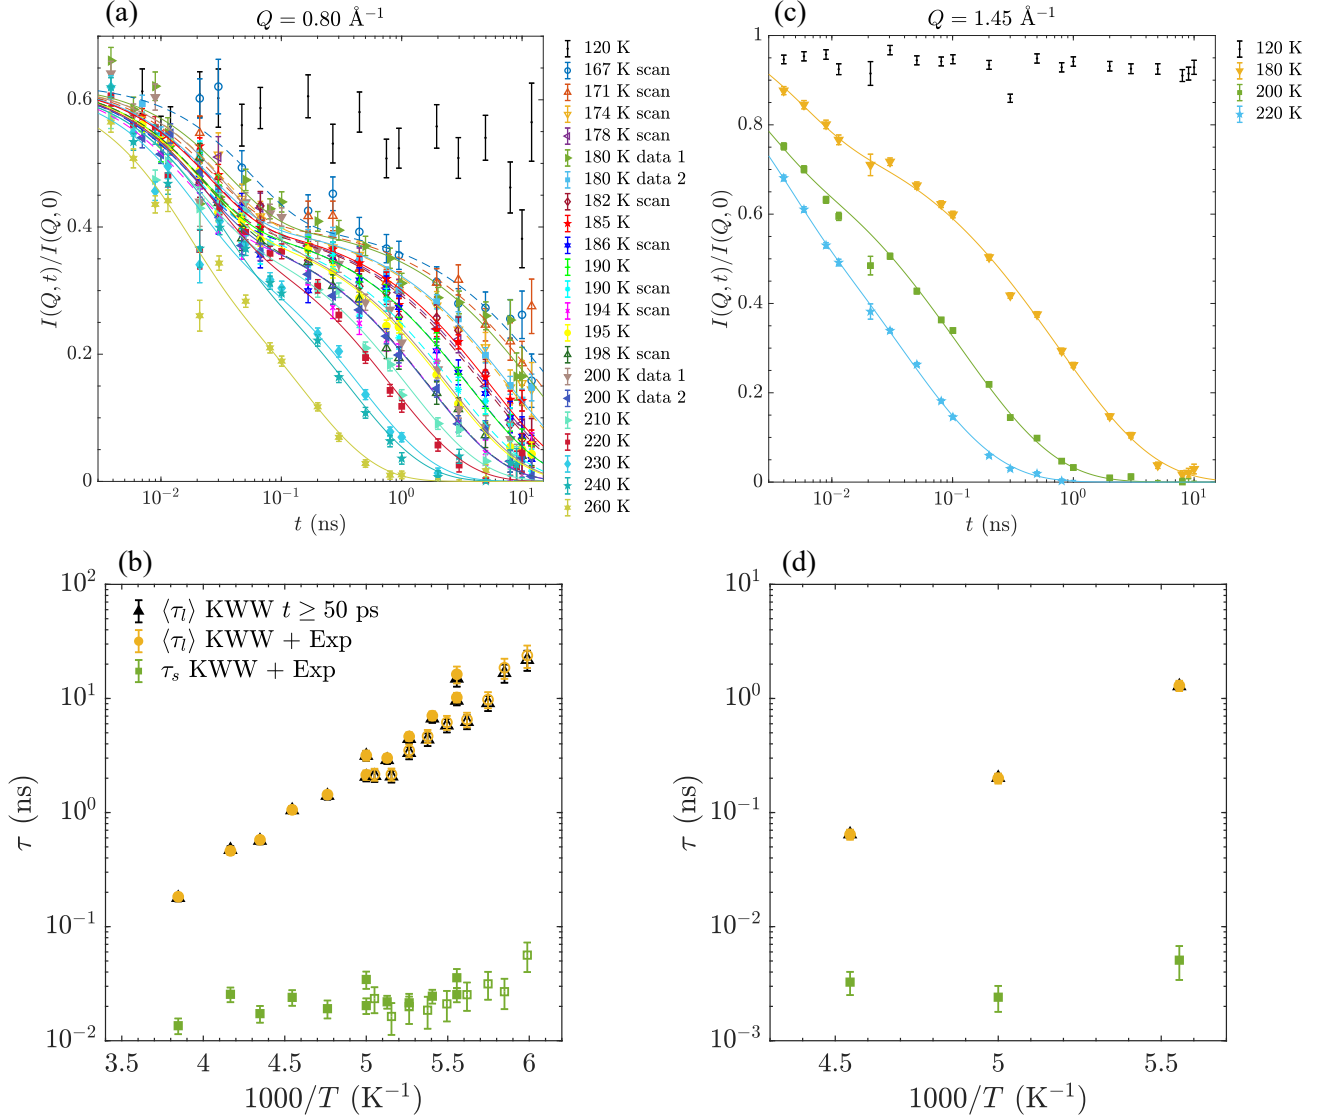 (a)
Q = 0.80 Å⁻¹
0.6
0.4
0.2
0
I(Q, t)/I(Q, 0)
10⁻²
10⁻¹
10⁰
10¹
t (ns)
120 K
167 K scan
171 K scan
174 K scan
178 K scan
180 K data 1
180 K data 2
182 K scan
185 K
186 K scan
190 K
190 K scan
194 K scan
195 K
198 K scan
200 K data 1
200 K data 2
210 K
220 K
230 K
240 K
260 K
(c)
Q = 1.45 Å⁻¹
1
0.8
0.6
0.4
0.2
0
I(Q, t)/I(Q, 0)
10⁻²
10⁻¹
10⁰
10¹
t (ns)
120 K
180 K
200 K
220 K
(b)
10²
10¹
10⁰
10⁻¹
10⁻²
τ (ns)
⟨τₗ⟩ KWW t ≥ 50 ps
⟨τₗ⟩ KWW + Exp
τₛ KWW + Exp
3.5
4
4.5
5
5.5
6
1000/T (K⁻¹)
(d)
10¹
10⁰
10⁻¹
10⁻²
10⁻³
τ (ns)
4.5
5
5.5
1000/T (K⁻¹)